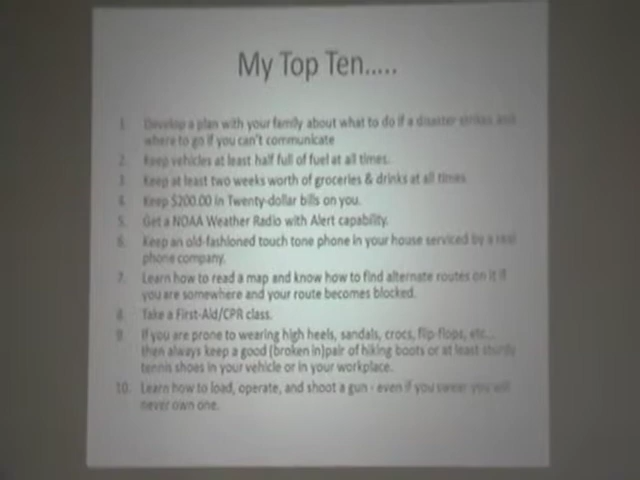 My Top Ten.....
1. Develop a plan with your family about what to do if a disaster strikes and
where to go if you can't communicate
2. Keep vehicles at least half full of fuel at all times.
3. Keep at least two weeks worth of groceries & drinks at all times
4. Keep $200.00 in Twenty-dollar bills on you.
5. Get a NOAA Weather Radio with Alert capability.
6. Keep an old-fashioned touch tone phone in your house serviced by a real
phone company.
7. Learn how to read a map and know how to find alternate routes on it if
you are somewhere and your route becomes blocked.
8. Take a First-Aid/CPR class.
9. If you are prone to wearing high heels, sandals, crocs, flip-flops, etc...
then always keep a good (broken in)pair of hiking boots or at least sturdy
tennis shoes in your vehicle or in your workplace.
10. Learn how to load, operate, and shoot a gun - even if you swear you will
never own one.